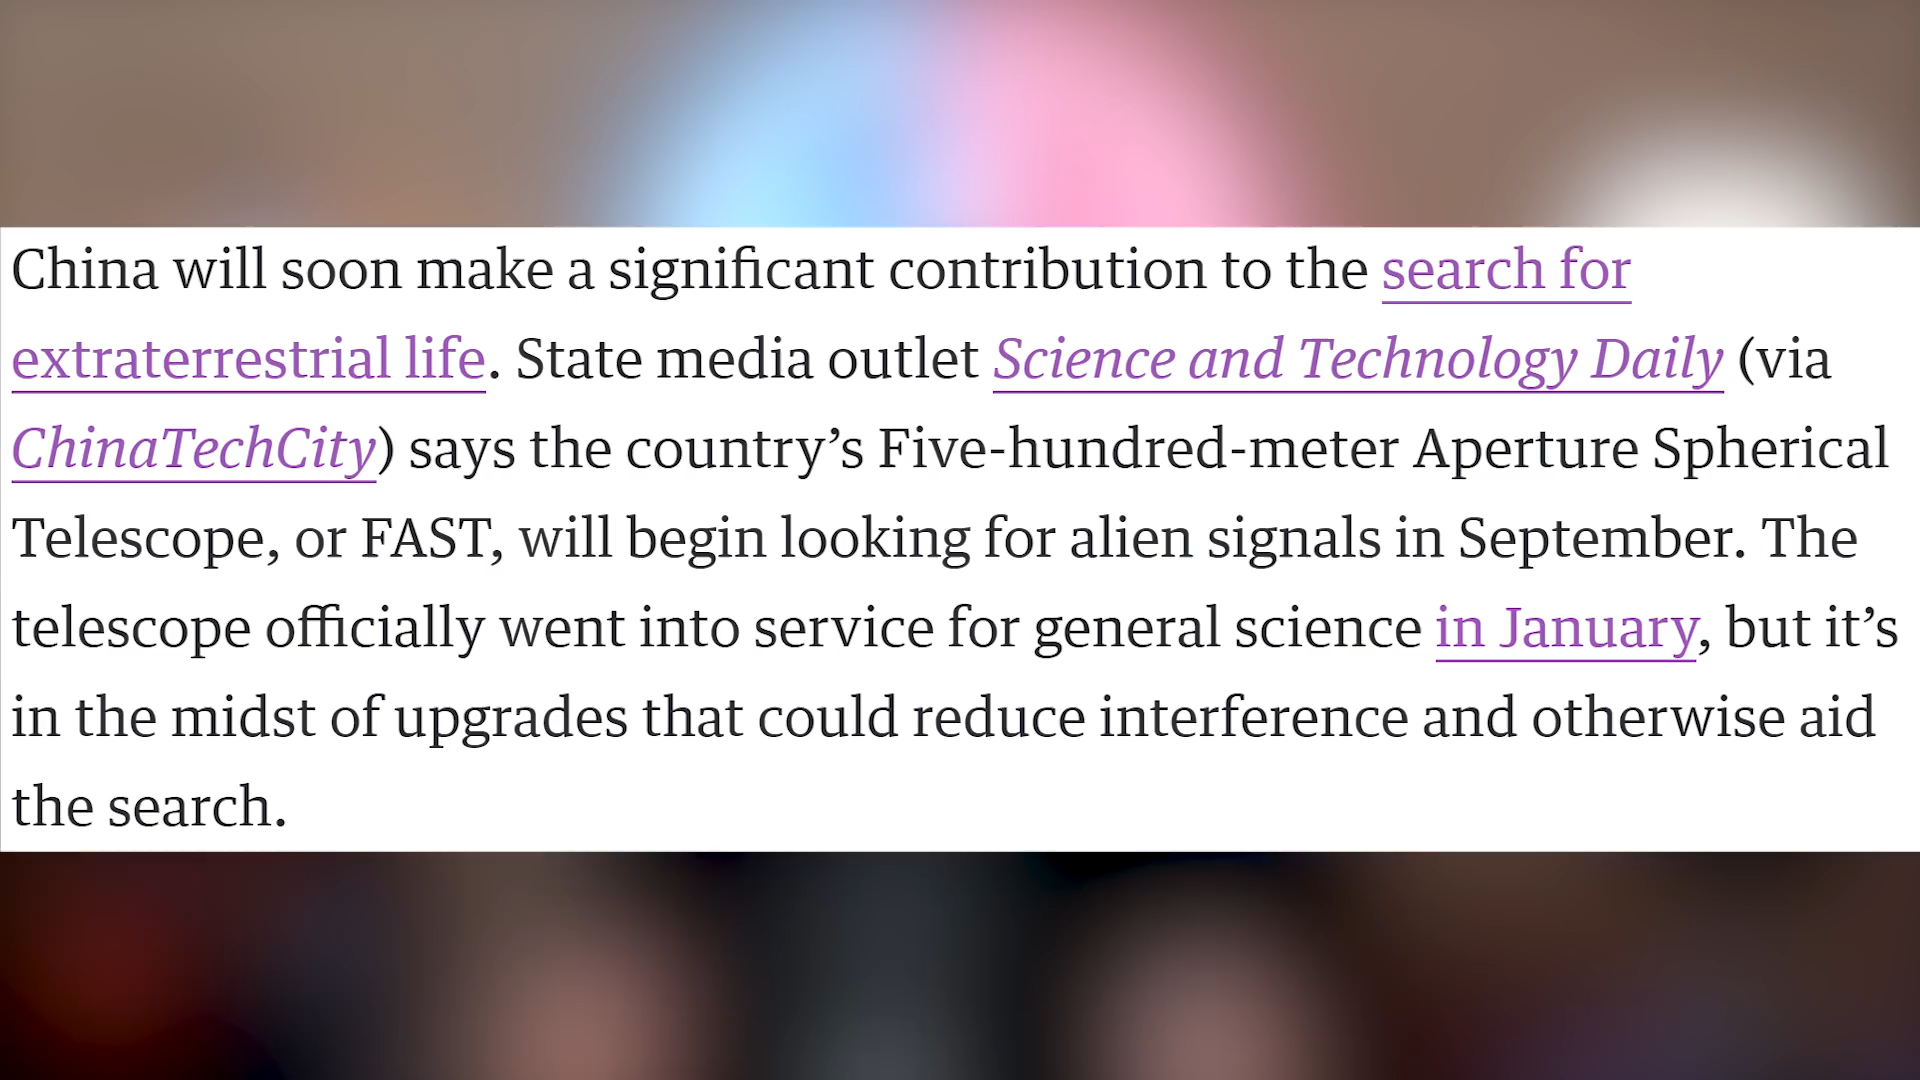 China will soon make a significant contribution to the search for
extraterrestrial life. State media outlet Science and Technology Daily (via
ChinaTechCity) says the country’s Five-hundred-meter Aperture Spherical
Telescope, or FAST, will begin looking for alien signals in September. The
telescope officially went into service for general science in January, but it’s
in the midst of upgrades that could reduce interference and otherwise aid
the search.